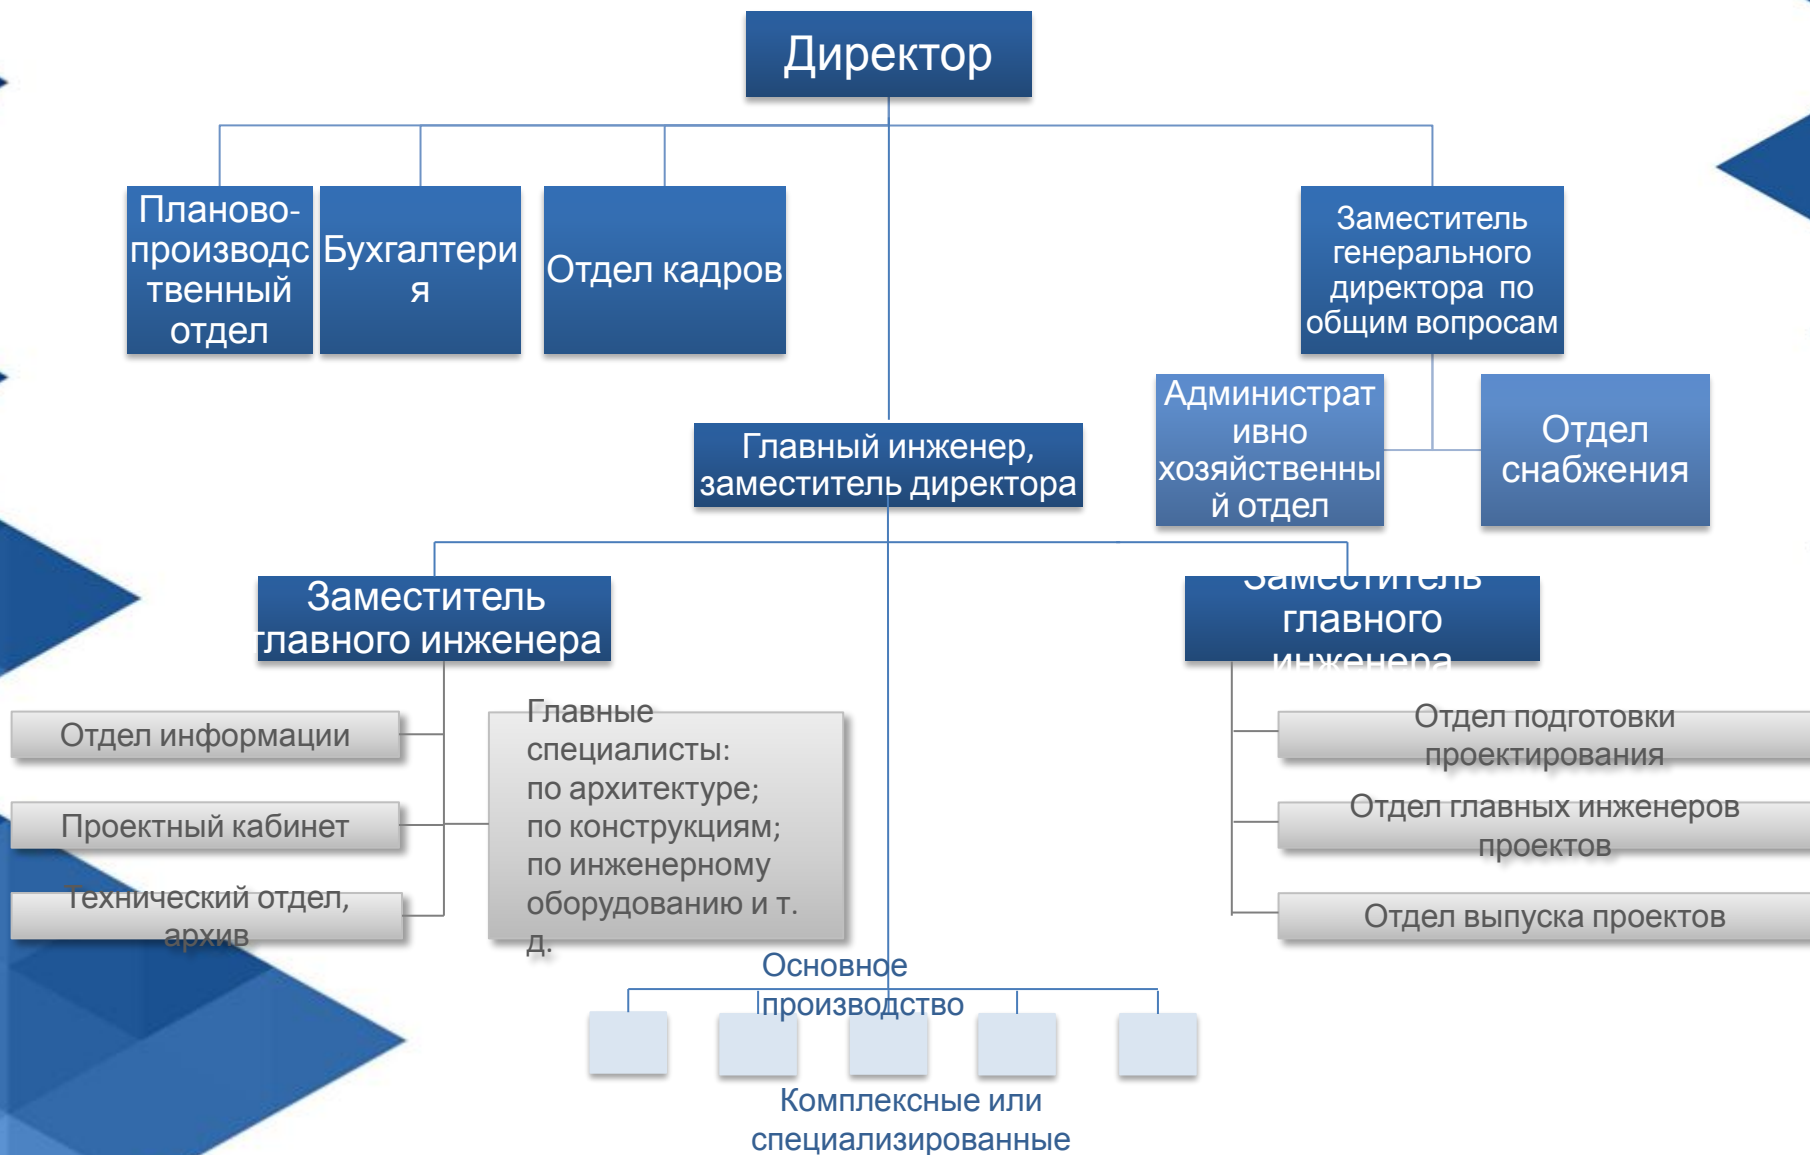 Директор
Планово-
производс
твенный
отдел
Бухгалтери
я
Отдел кадров
Заместитель
генерального
директора по
общим вопросам
Администрат
ивно
хозяйственны
й отдел
Отдел
снабжения
Главный инженер,
заместитель директора
Заместитель
главного инженера
Заместитель
главного
инженера
Отдел информации
Проектный кабинет
Технический отдел,
архив
Главные
специалисты:
по архитектуре;
по конструкциям;
по инженерному
оборудованию и т.
д.
Отдел подготовки
проектирования
Отдел главных инженеров
проектов
Отдел выпуска проектов
Основное
производство
Комплексные или
специализированные